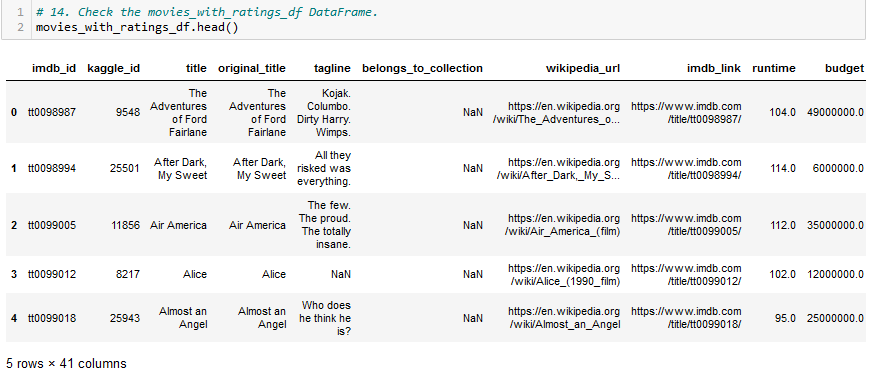 1 # 14. Check the movies_with_ratings_df DataFrame.
2 movies_with_ratings_df.head()
imdb_id kaggle_id title original_title tagline belongs_to_collection wikipedia_url imdb_link runtime budget
The The Kojak.
Adventures Adventures Columbo. https://en.wikipedia.org https://www.imdb.com
0 tt0098987 9548 of Ford of Ford Dirty Harry. NaN /wiki/The_Adventures_o... /title/tt0098987/ 104.0 49000000.0
Fairlane Fairlane Wimps.
All they
1 tt0098994 25501 After Dark, After Dark, risked was NaN https://en.wikipedia.org https://www.imdb.com 114.0 6000000.0
My Sweet My Sweet everything. /wiki/After_Dark,_My_S... /title/tt0098994/
The few.
The proud. https://en.wikipedia.org https://www.imdb.com
2 tt0099005 11856 Air America Air America The totally NaN /wiki/Air_America_(film) /title/tt0099005/ 112.0 35000000.0
insane.
https://en.wikipedia.org https://www.imdb.com
3 tt0099012 8217 Alice Alice NaN NaN /wiki/Alice_(1990_film) /title/tt0099012/ 102.0 12000000.0
Who does
4 tt0099018 25943 Almost an Almost an he think he NaN https://en.wikipedia.org https://www.imdb.com 95.0 25000000.0
Angel Angel is? /wiki/Almost_an_Angel /title/tt0099018/
5 rows × 41 columns